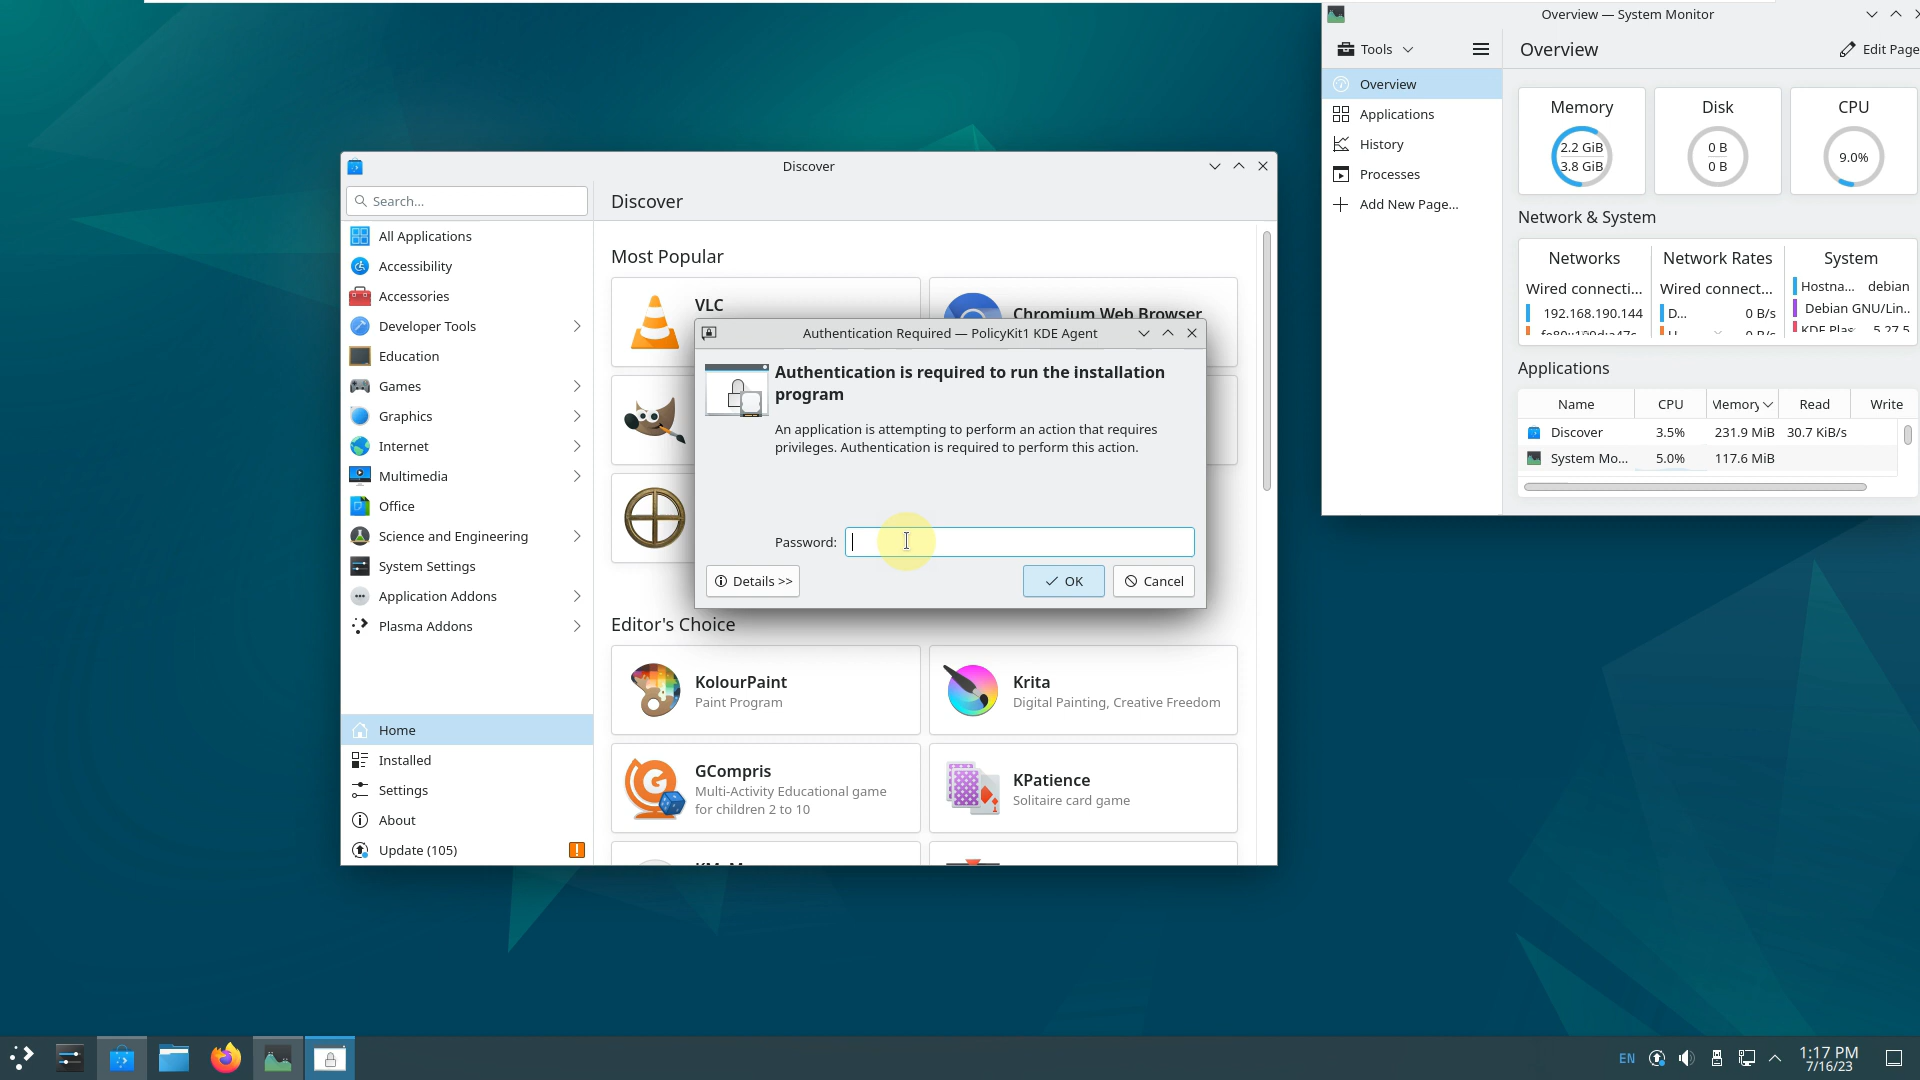 Overview — System Monitor
Tools
Overview
Edit Page
Overview
Applications
History
Processes
Add New Page...
Memory
2.2 GiB
3.8 GiB
Disk
0 B
0 B
CPU
9.0%
Network & System
Networks
Wired connecti...
192.168.190.144
Network Rates
Wired connect...
D... 0 B/s
System
Hostna... debian
Debian GNU/Lin..
KDE Plas 5.27.5
Applications
Name CPU Memory Read Write
Discover 3.5% 231.9 MiB 30.7 KiB/s
System Mo... 5.0% 117.6 MiB
Discover
Search...
Discover
All Applications
Accessibility
Accessories
Developer Tools
Education
Games
Graphics
Internet
Multimedia
Office
Science and Engineering
System Settings
Application Addons
Plasma Addons
Home
Installed
Settings
About
Update (105)
Most Popular
VLC
Chromium Web Browser
Authentication Required — PolicyKit1 KDE Agent
Authentication is required to run the installation
program
An application is attempting to perform an action that requires
privileges. Authentication is required to perform this action.
Password:
Details >>
OK
Cancel
Editor's Choice
KolourPaint
Paint Program
Krita
Digital Painting, Creative Freedom
GCompris
Multi-Activity Educational game
for children 2 to 10
KPatience
Solitaire card game
EN
1:17 PM
7/16/23